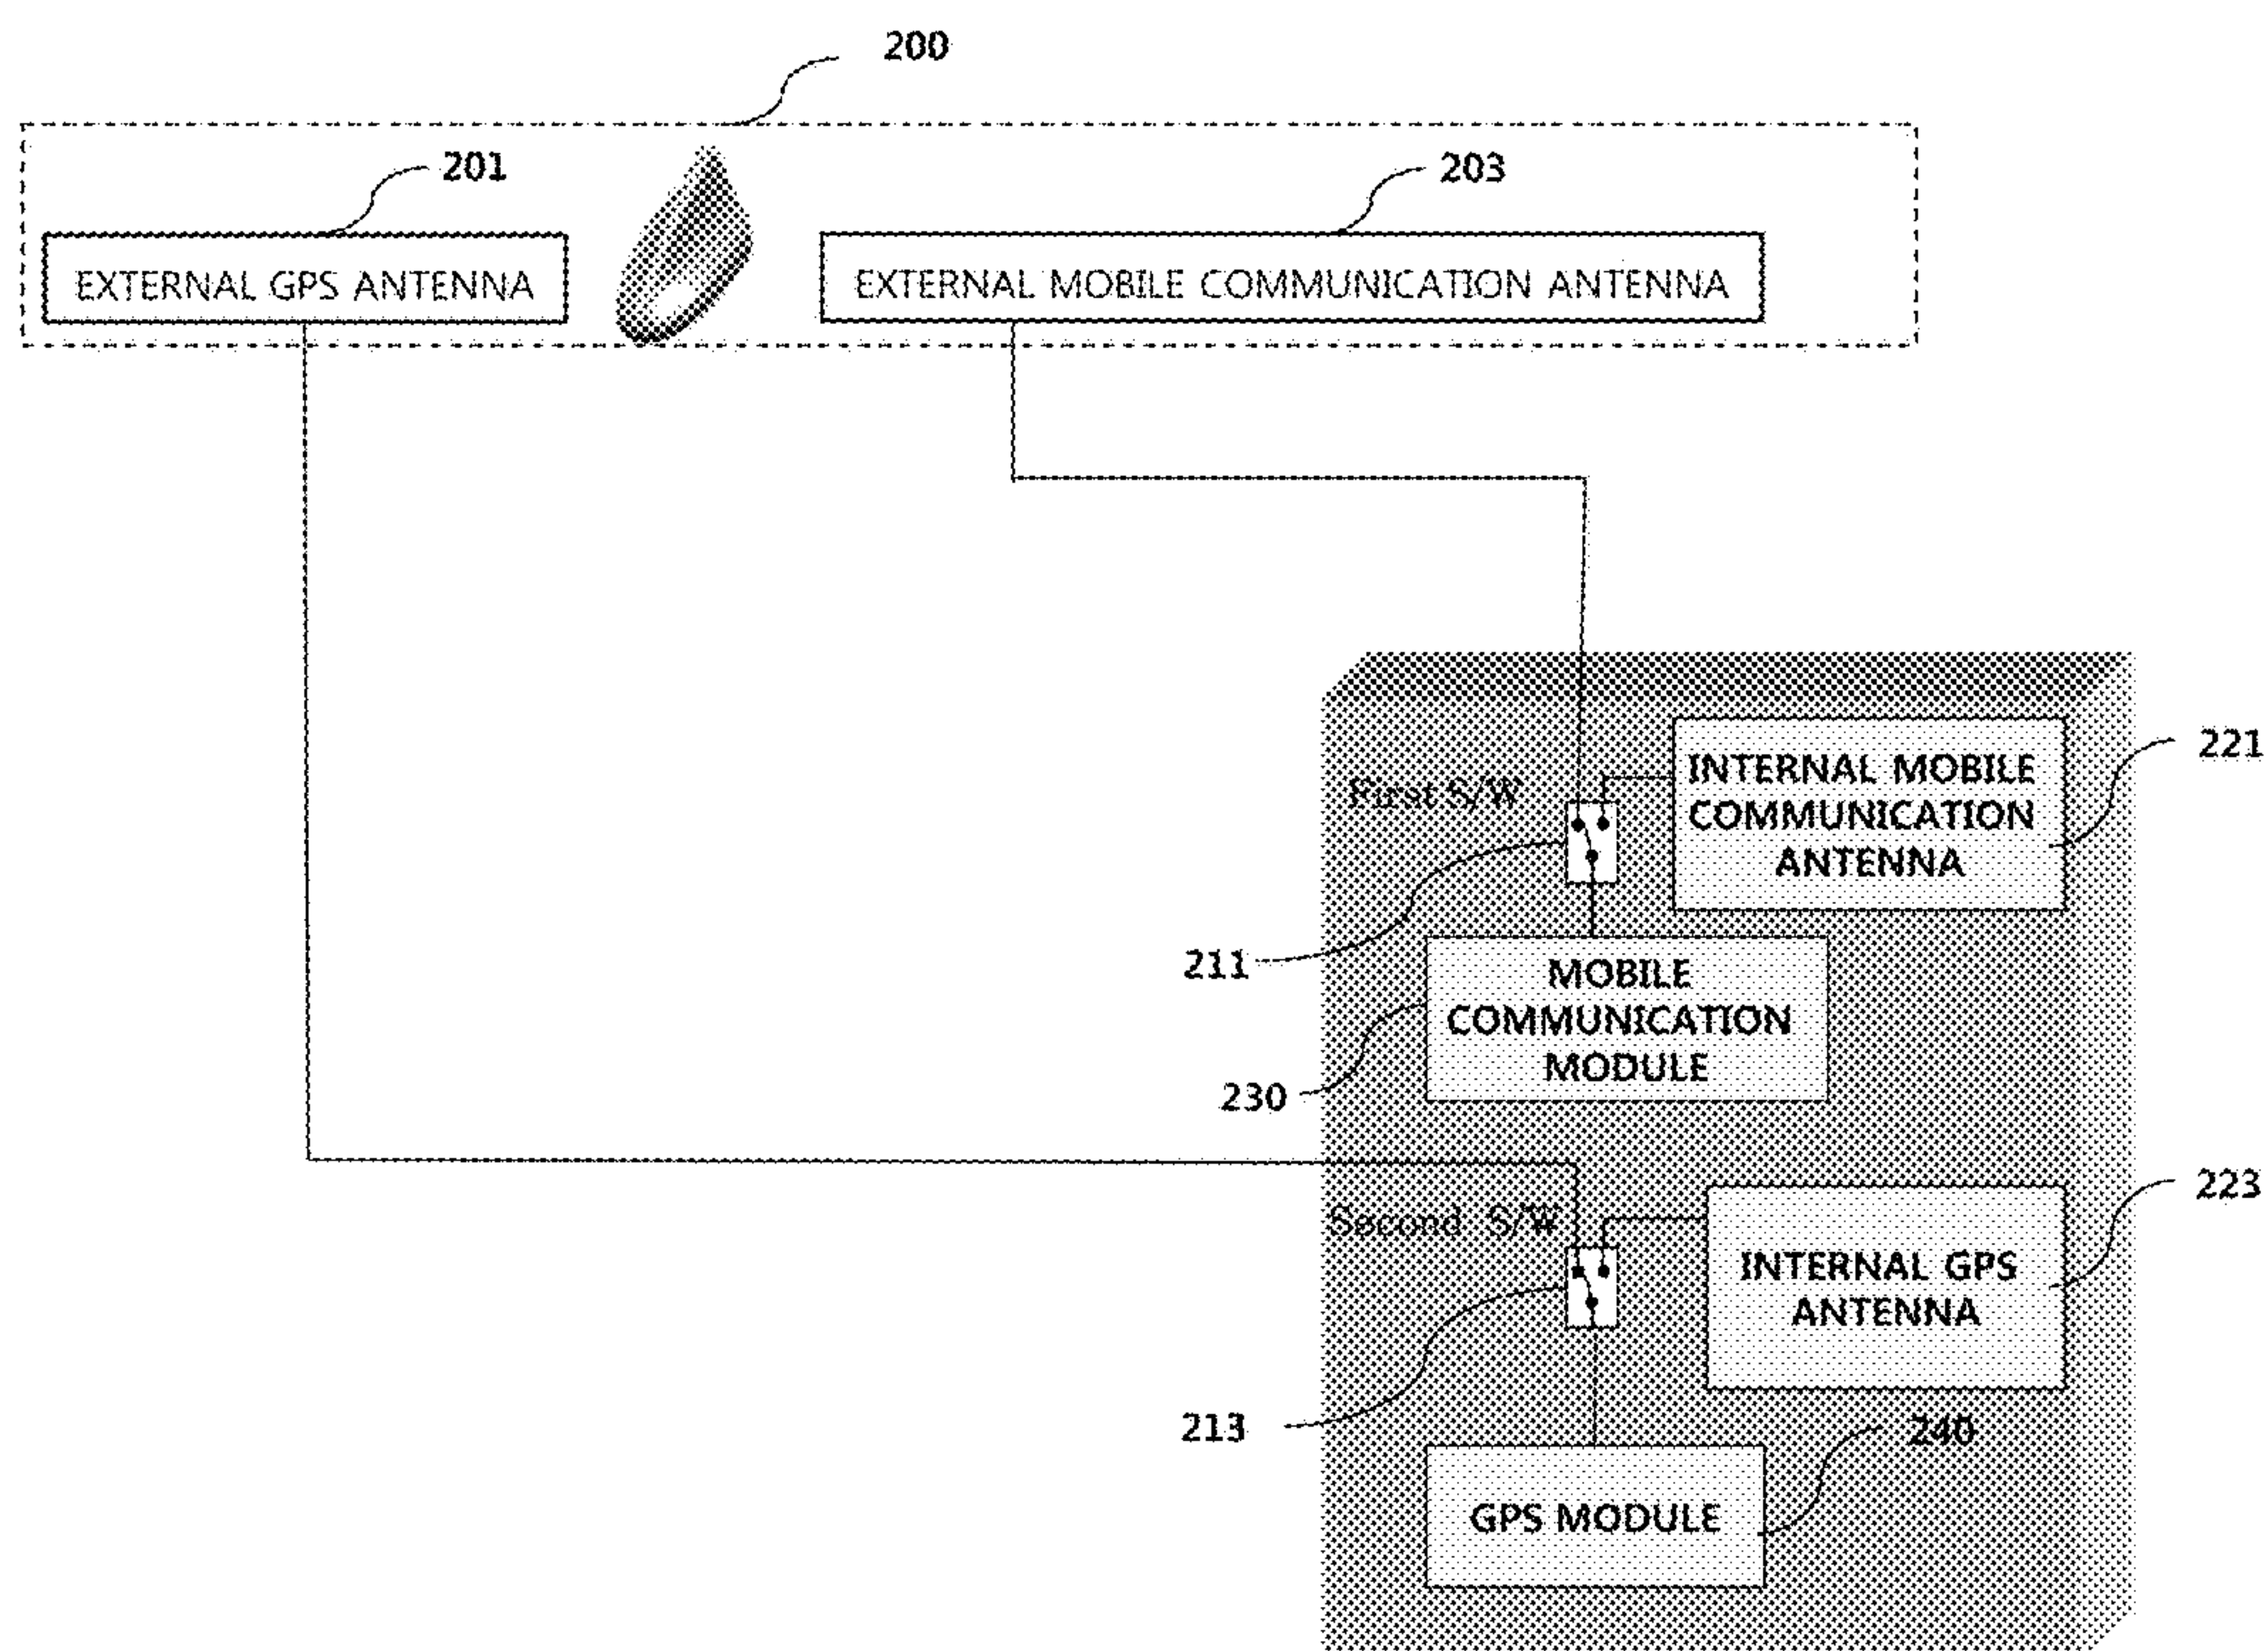 200
201
203
EXTERNAL GPS ANTENNA
EXTERNAL MOBILE COMMUNICATION ANTENNA
221
INTERNAL MOBILE
COMMUNICATION
ANTENNA
First S/W
211
MOBILE
COMMUNICATION
MODULE
230
223
Second S/W
INTERNAL GPS
ANTENNA
213
240
GPS MODULE